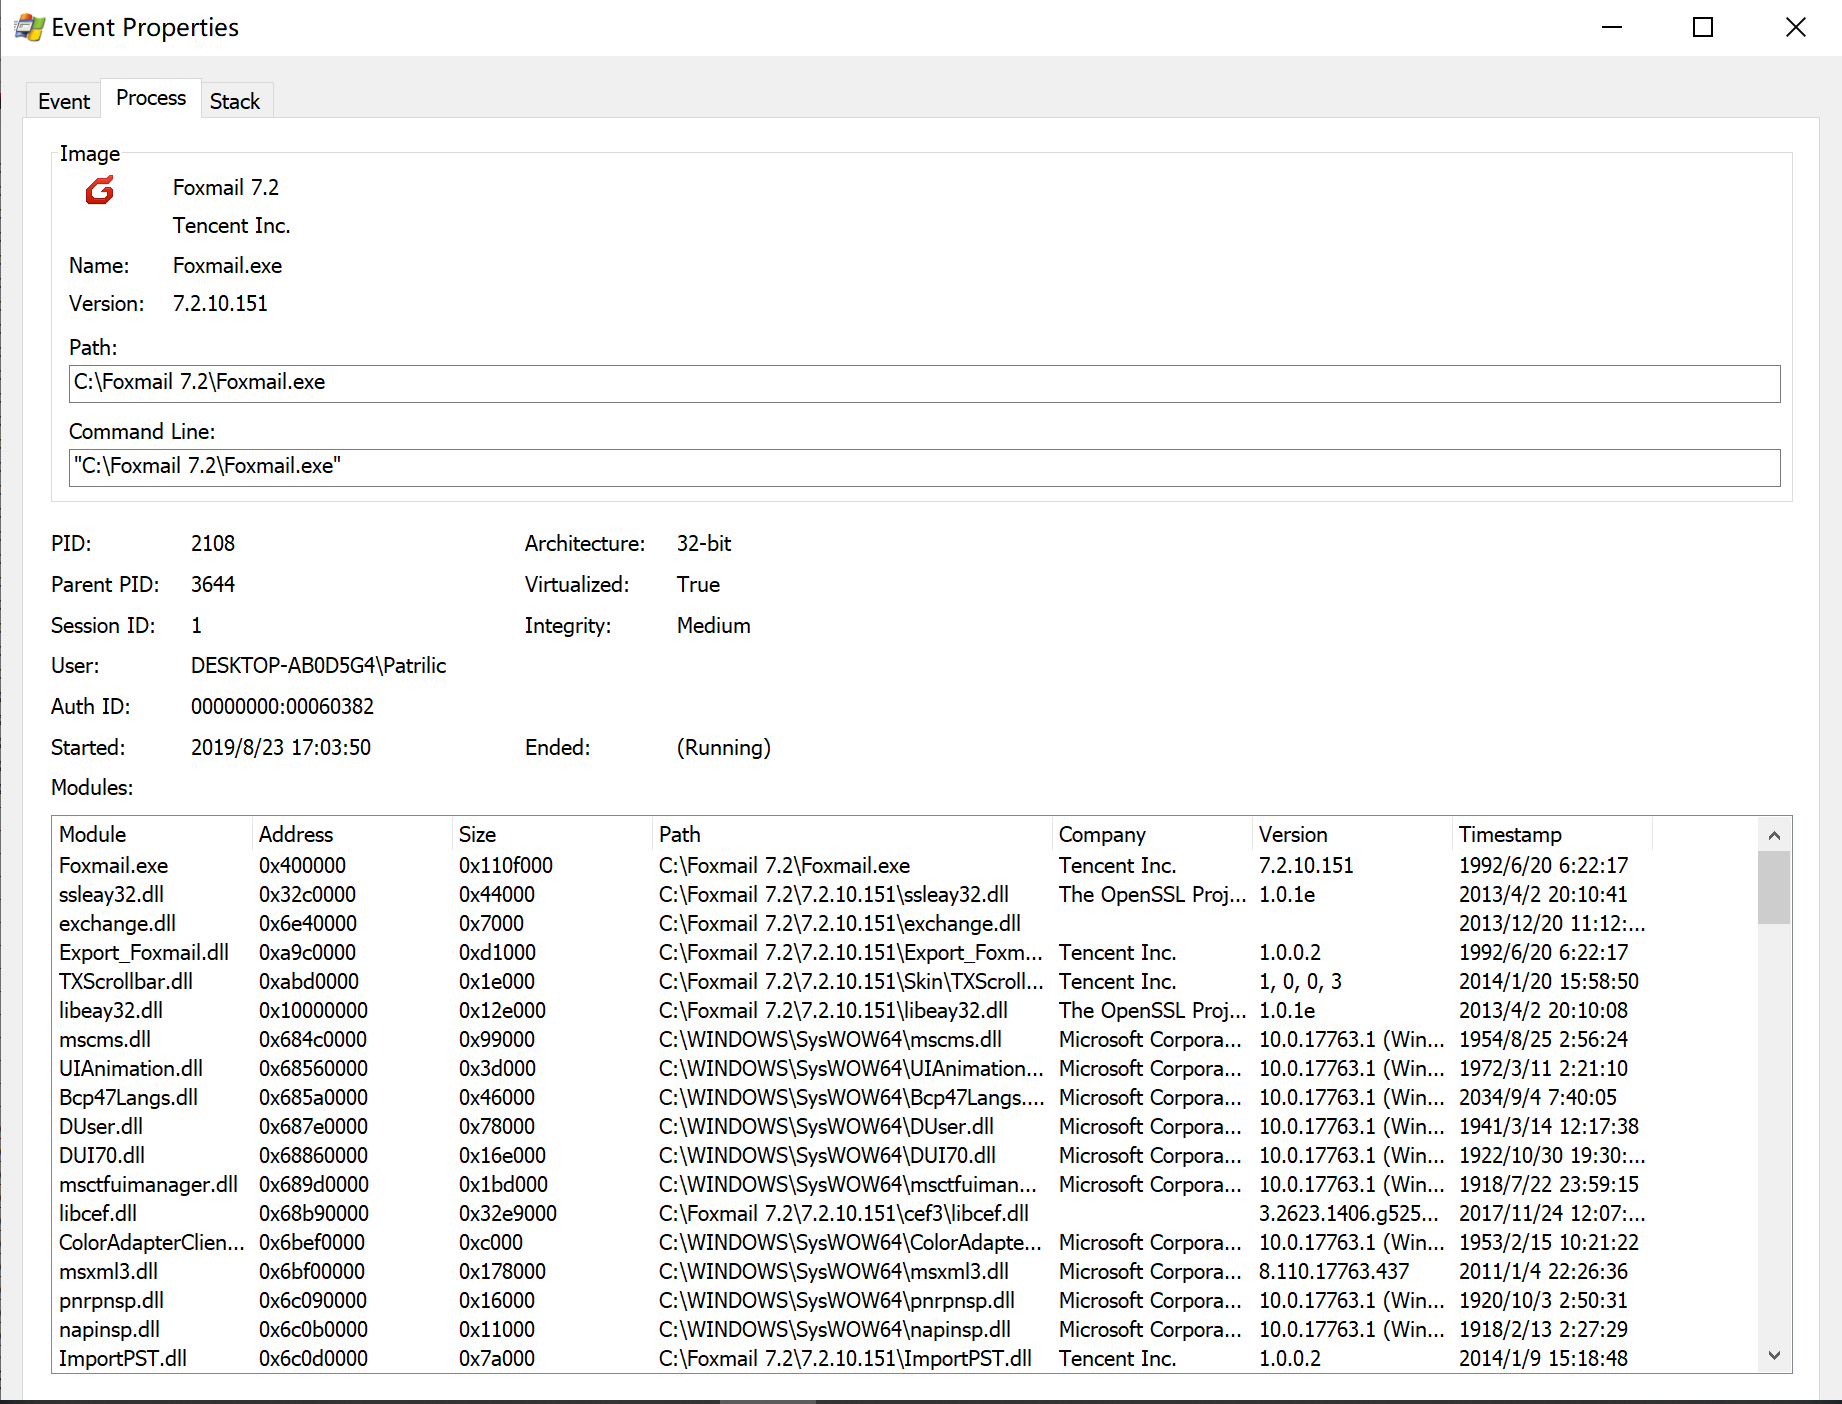 Event Properties
Event Process Stack
Image
Foxmail 7.2
Tencent Inc.
Name: Foxmail.exe
Version: 7.2.10.151
Path:
C:\Foxmail 7.2\Foxmail.exe
Command Line:
"C:\Foxmail 7.2\Foxmail.exe"
PID: 2108 Architecture: 32-bit
Parent PID: 3644 Virtualized: True
Session ID: 1 Integrity: Medium
User: DESKTOP-AB0D5G4\Patrilic
Auth ID: 00000000:00060382
Started: 2019/8/23 17:03:50 Ended: (Running)
Modules:
Module Address Size Path Company Version Timestamp
Foxmail.exe 0x400000 0x110f000 C:\Foxmail 7.2\Foxmail.exe Tencent Inc. 7.2.10.151 1992/6/20 6:22:17
ssleay32.dll 0x32c0000 0x44000 C:\Foxmail 7.2\7.2.10.151\ssleay32.dll The OpenSSL Proj... 1.0.1e 2013/4/2 20:10:41
exchange.dll 0x6e40000 0x7000 C:\Foxmail 7.2\7.2.10.151\exchange.dll 2013/12/20 11:12:...
Export_Foxmail.dll 0xa9c0000 0xd1000 C:\Foxmail 7.2\7.2.10.151\Export_Foxm... Tencent Inc. 1.0.0.2 1992/6/20 6:22:17
TXScrollbar.dll 0xabd0000 0x1e000 C:\Foxmail 7.2\7.2.10.151\Skin\TXScroll... Tencent Inc. 1, 0, 0, 3 2014/1/20 15:58:50
libeay32.dll 0x10000000 0x12e000 C:\Foxmail 7.2\7.2.10.151\libeay32.dll The OpenSSL Proj... 1.0.1e 2013/4/2 20:10:08
mscms.dll 0x684c0000 0x99000 C:\WINDOWS\SysWOW64\mscms.dll Microsoft Corpora... 10.0.17763.1 (Win... 1954/8/25 2:56:24
UIAnimation.dll 0x68560000 0x3d000 C:\WINDOWS\SysWOW64\UIAnimation... Microsoft Corpora... 10.0.17763.1 (Win... 1972/3/11 2:21:10
Bcp47Langs.dll 0x685a0000 0x46000 C:\WINDOWS\SysWOW64\Bcp47Langs.... Microsoft Corpora... 10.0.17763.1 (Win... 2034/9/4 7:40:05
DUser.dll 0x687e0000 0x78000 C:\WINDOWS\SysWOW64\DUser.dll Microsoft Corpora... 10.0.17763.1 (Win... 1941/3/14 12:17:38
DUI70.dll 0x68860000 0x16e000 C:\WINDOWS\SysWOW64\DUI70.dll Microsoft Corpora... 10.0.17763.1 (Win... 1922/10/30 19:30:...
msctfuimanager.dll 0x689d0000 0x1bd000 C:\WINDOWS\SysWOW64\msctfuiman... Microsoft Corpora... 10.0.17763.1 (Win... 1918/7/22 23:59:15
libcef.dll 0x68b90000 0x32e9000 C:\Foxmail 7.2\7.2.10.151\cef3\libcef.dll 3.2623.1406.g525... 2017/11/24 12:07:...
ColorAdapterClien... 0x6bef0000 0xc000 C:\WINDOWS\SysWOW64\ColorAdapte... Microsoft Corpora... 10.0.17763.1 (Win... 1953/2/15 10:21:22
msxml3.dll 0x6bf00000 0x178000 C:\WINDOWS\SysWOW64\msxml3.dll Microsoft Corpora... 8.110.17763.437 2011/1/4 22:26:36
pnrpnsp.dll 0x6c090000 0x16000 C:\WINDOWS\SysWOW64\pnrpnsp.dll Microsoft Corpora... 10.0.17763.1 (Win... 1920/10/3 2:50:31
napinsp.dll 0x6c0b0000 0x11000 C:\WINDOWS\SysWOW64\napinsp.dll Microsoft Corpora... 10.0.17763.1 (Win... 1918/2/13 2:27:29
ImportPST.dll 0x6c0d0000 0x7a000 C:\Foxmail 7.2\7.2.10.151\ImportPST.dll Tencent Inc. 1.0.0.2 2014/1/9 15:18:48